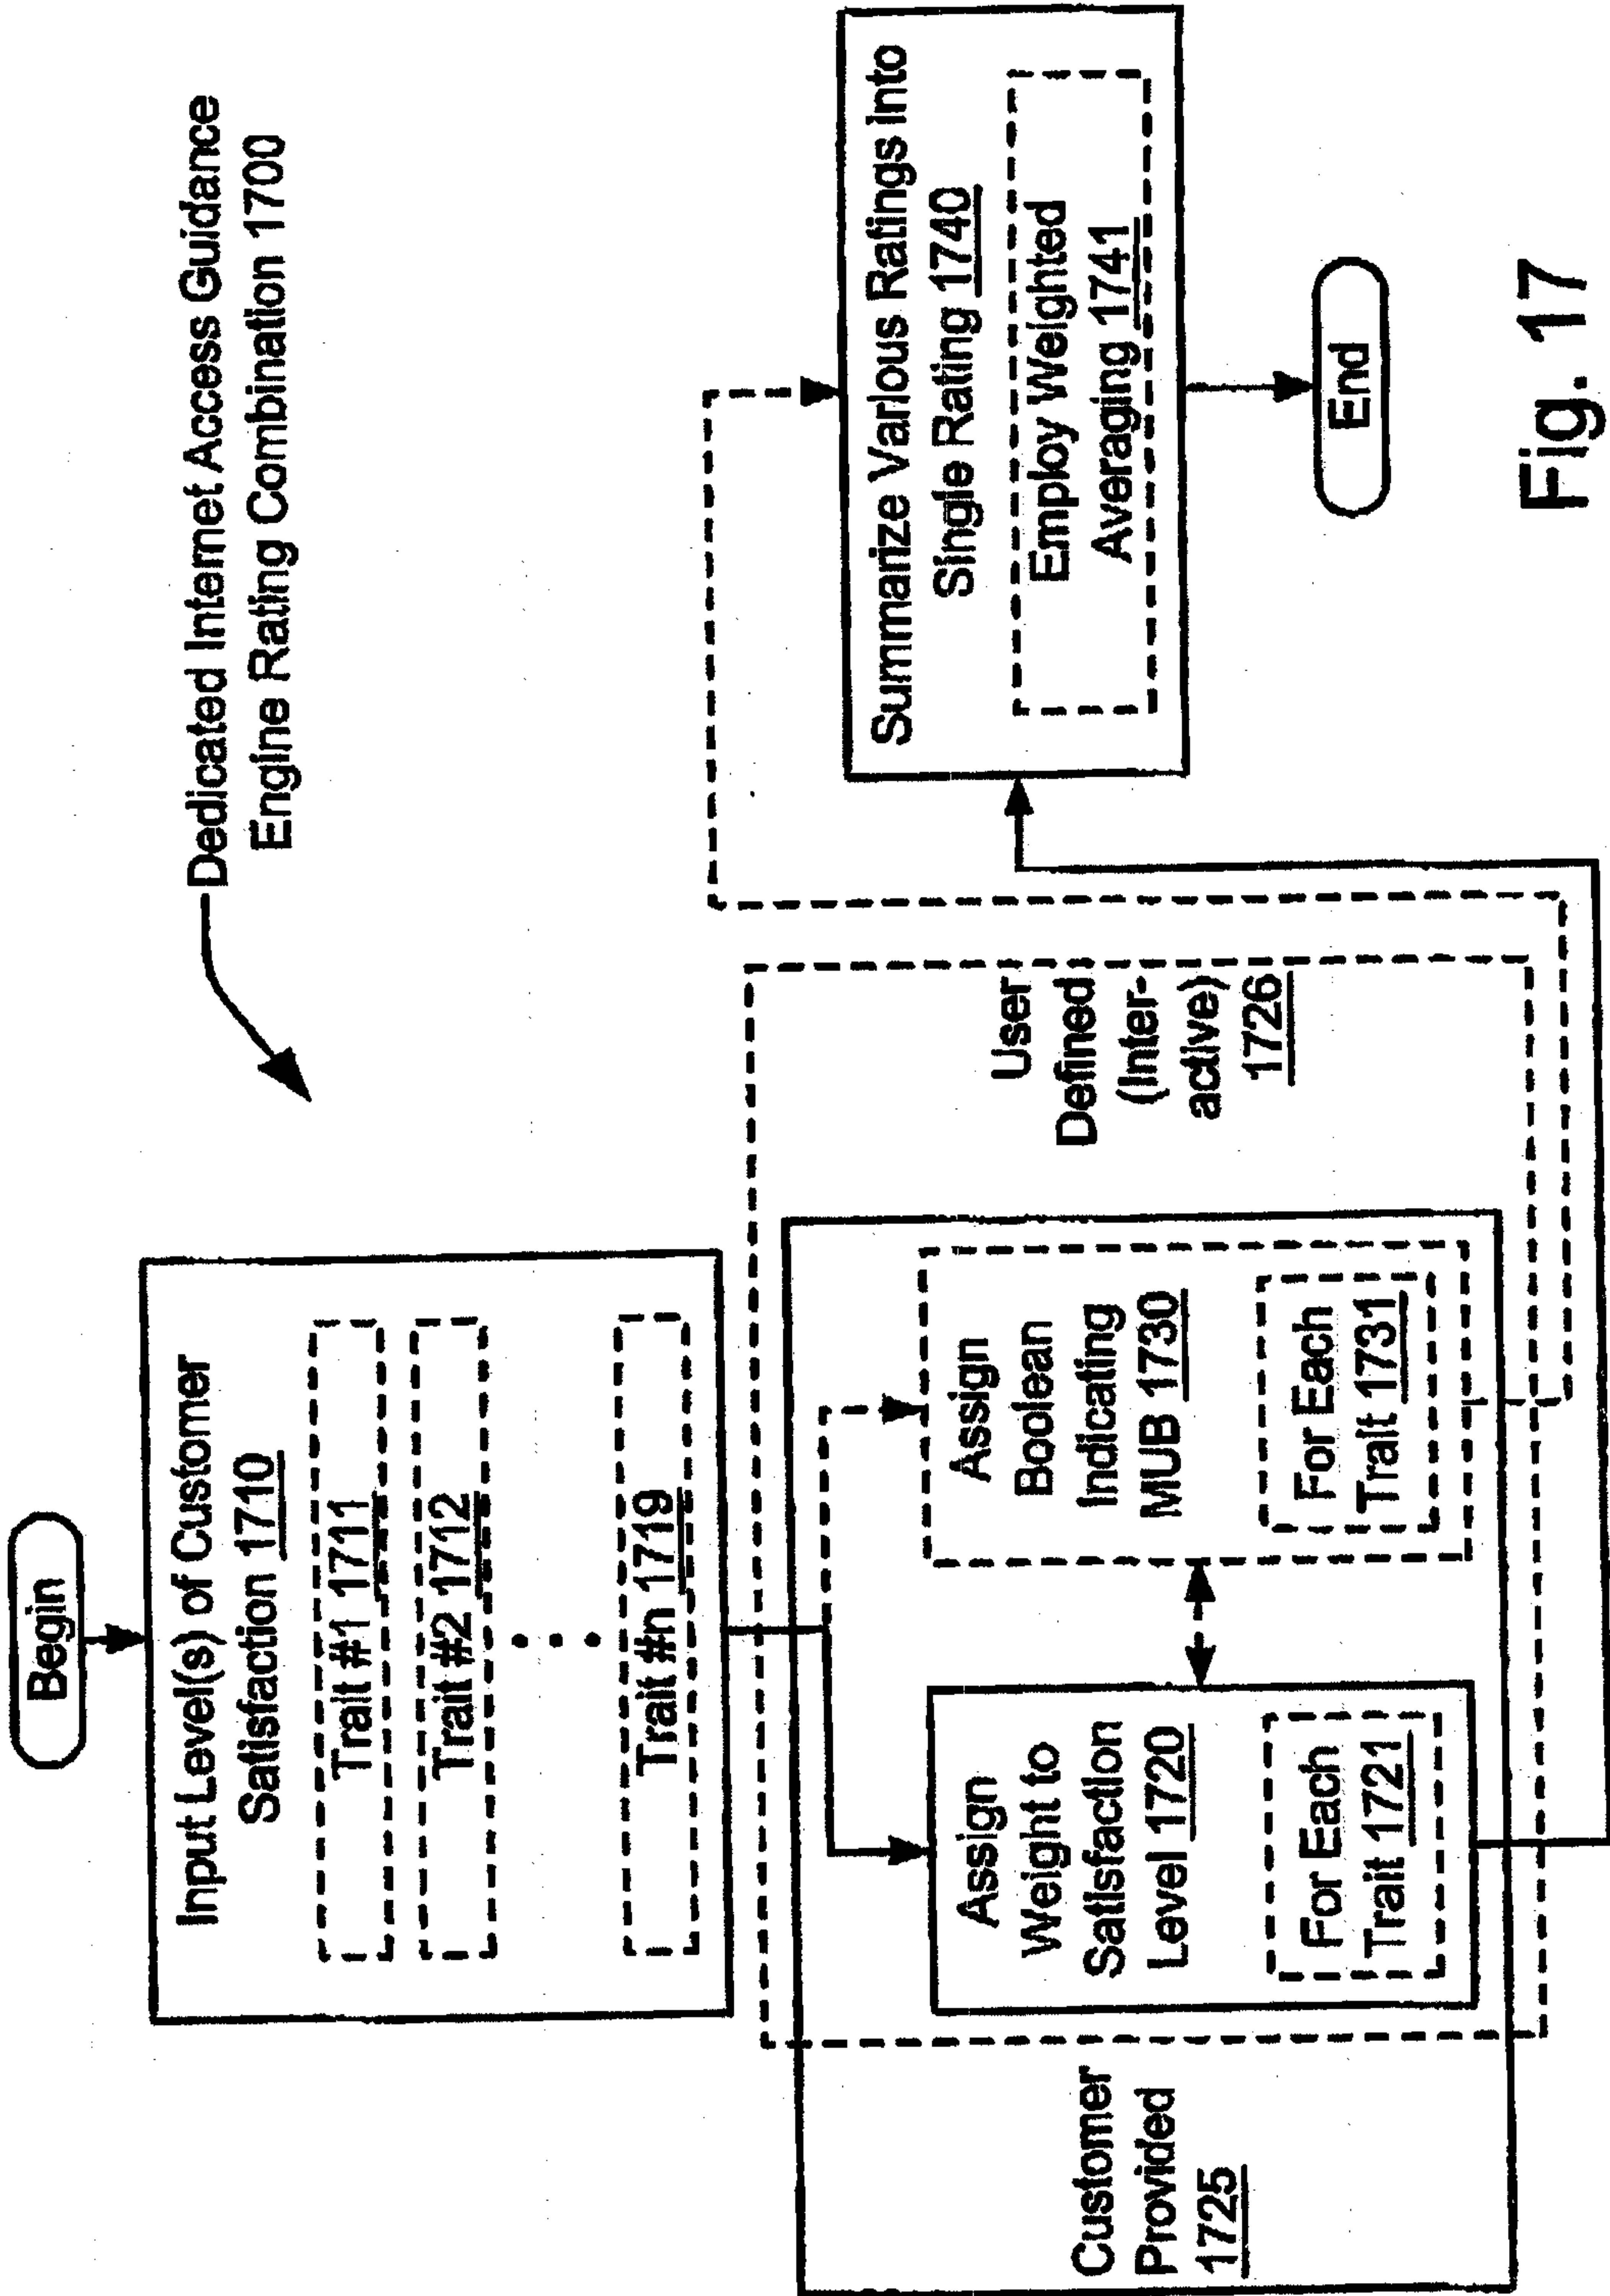 Dedicated Internet Access Guidance
Engine Rating Combination 1700
Begin
Input Level(s) of Customer
Satisfaction 1710
Trait #1 1711
Trait #2 1712
. . .
Trait #n 1719
Customer
Provided
1725
Assign
Weight to
Satisfaction
Level 1720
For Each
Trait 1721
Assign
Boolean
Indicating
MUB 1730
For Each
Trait 1731
User
Defined
(Inter-
active)
1726
Summarize Various Ratings Into
Single Rating 1740
Employ Weighted
Averaging 1741
End
Fig. 17